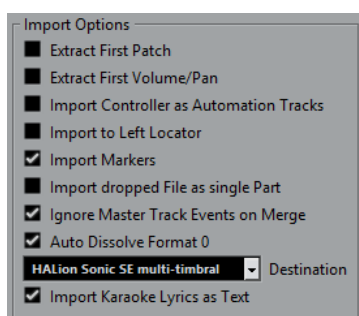 Import Options
Extract First Patch
Extract First Volume/Pan
Import Controller as Automation Tracks
Import to Left Locator
Import Markers
Import dropped File as single Part
Ignore Master Track Events on Merge
Auto Dissolve Format 0
HALion Sonic SE multi-timbral Destination
Import Karaoke Lyrics as Text